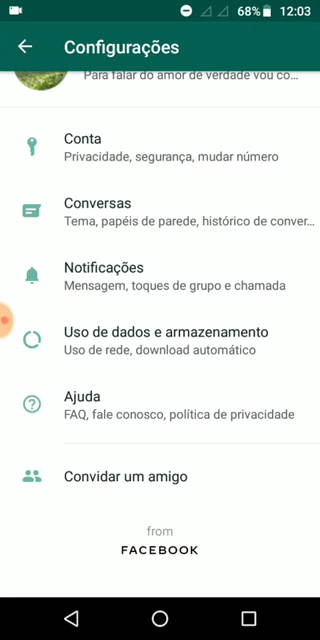 68% 12:03
Configurações
Para falar do amor de verdade vou co...
Conta
Privacidade, segurança, mudar número
Conversas
Tema, papéis de parede, histórico de conver...
Notificações
Mensagem, toques de grupo e chamada
Uso de dados e armazenamento
Uso de rede, download automático
Ajuda
FAQ, fale conosco, política de privacidade
Convidar um amigo
from
FACEBOOK